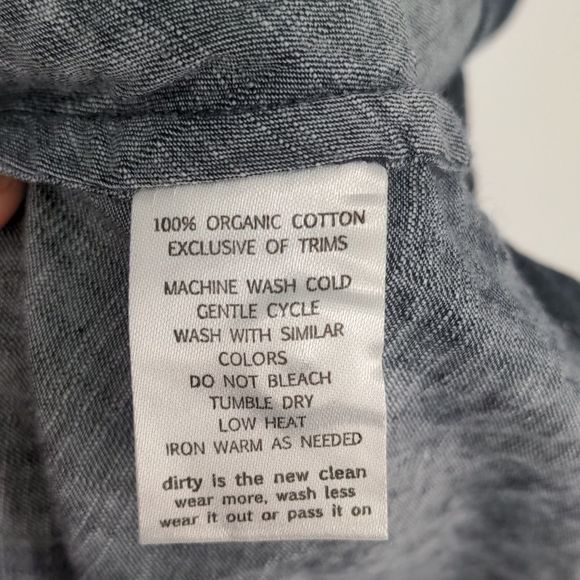 100% ORGANIC COTTON
EXCLUSIVE OF TRIMS
MACHINE WASH COLD
GENTLE CYCLE
WASH WITH SIMILAR
COLORS
DO NOT BLEACH
TUMBLE DRY
LOW HEAT
IRON WARM AS NEEDED
dirty is the new clean
wear more, wash less
wear it out or pass it on